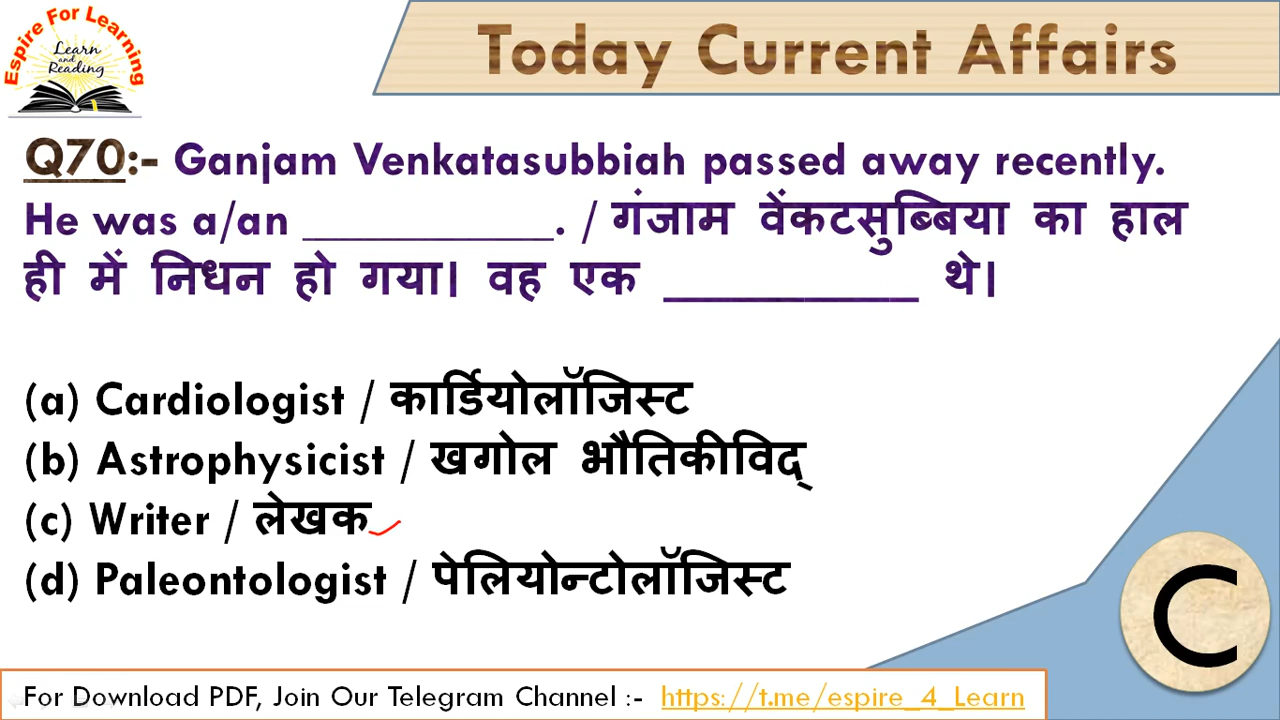 Espire For Learning
Learn
and
Reading
Today Current Affairs
Q70:- Ganjam Venkatasubbiah passed away recently.
He was a/an ____________. / गंजाम वेंकटसुब्बिया का हाल
ही में निधन हो गया। वह एक ____________ थे।
(a) Cardiologist / कार्डियोलॉजिस्ट
(b) Astrophysicist / खगोल भौतिकीविद्
(c) Writer / लेखक
(d) Paleontologist / पेलियोन्टोलॉजिस्ट
C
For Download PDF, Join Our Telegram Channel :- https://t.me/espire_4_Learn